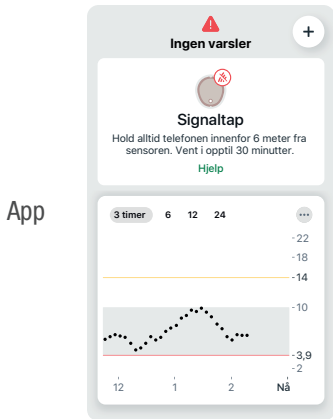 Ingen varsler
Signaltap
Hold alltid telefonen innenfor 6 meter fra
sensoren. Vent i opptil 30 minutter.
Hjelp
App
3 timer 6 12 24
22
18
14
10
3,9
2
12 1 2 Nå